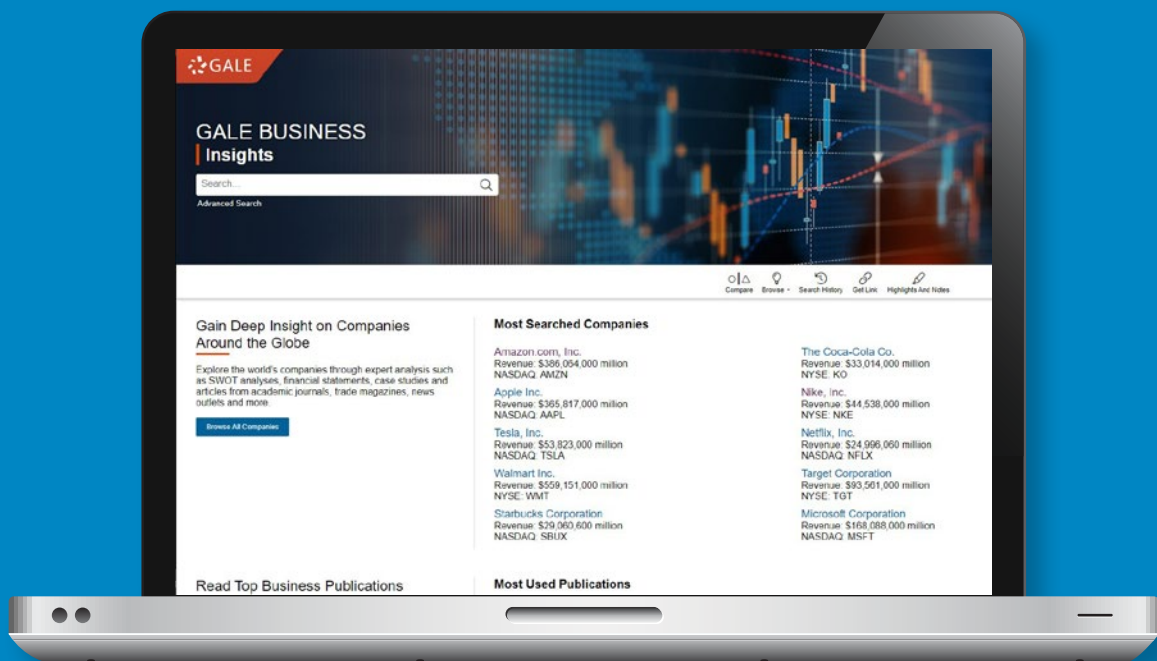 GALE
GALE BUSINESS
Insights
Search...
Advanced Search
Compare
Browse
Search History
Get Link
Highlights And Notes
Gain Deep Insight on Companies
Around the Globe
Explore the world's companies through expert analysis such
as SWOT analyses, financial statements, case studies and
articles from academic journals, trade magazines, news
outlets and more.
Browse All Companies
Most Searched Companies
Amazon.com, Inc.
Revenue: $386,064,000 million
NASDAQ: AMZN
Apple Inc.
Revenue: $365,817,000 million
NASDAQ: AAPL
Tesla, Inc.
Revenue: $53,823,000 million
NASDAQ: TSLA
Walmart Inc.
Revenue: $559,151,000 million
NYSE: WMT
Starbucks Corporation
Revenue: $29,060,600 million
NASDAQ: SBUX
The Coca-Cola Co.
Revenue: $33,014,000 million
NYSE: KO
Nike, Inc.
Revenue: $44,538,000 million
NYSE: NKE
Netflix, Inc.
Revenue: $24,996,060 million
NASDAQ: NFLX
Target Corporation
Revenue: $93,561,000 million
NYSE: TGT
Microsoft Corporation
Revenue: $168,088,000 million
NASDAQ: MSFT
Read Top Business Publications
Most Used Publications